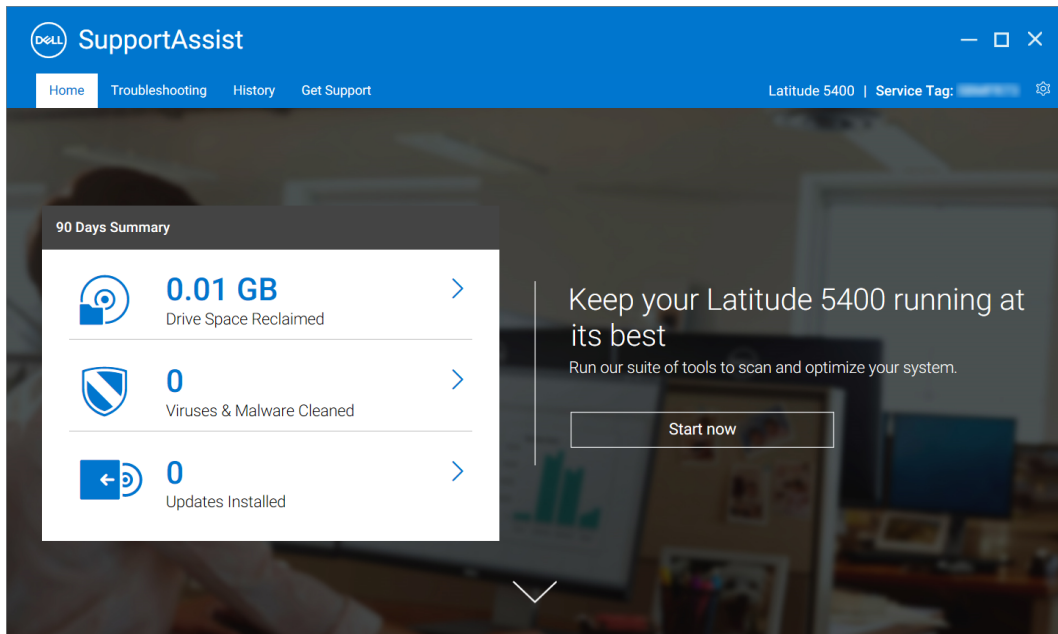 DELL SupportAssist
Home Troubleshooting History Get Support
Latitude 5400 | Service Tag:
90 Days Summary
0.01 GB
Drive Space Reclaimed
0
Viruses & Malware Cleaned
0
Updates Installed
Keep your Latitude 5400 running at
its best
Run our suite of tools to scan and optimize your system.
Start now